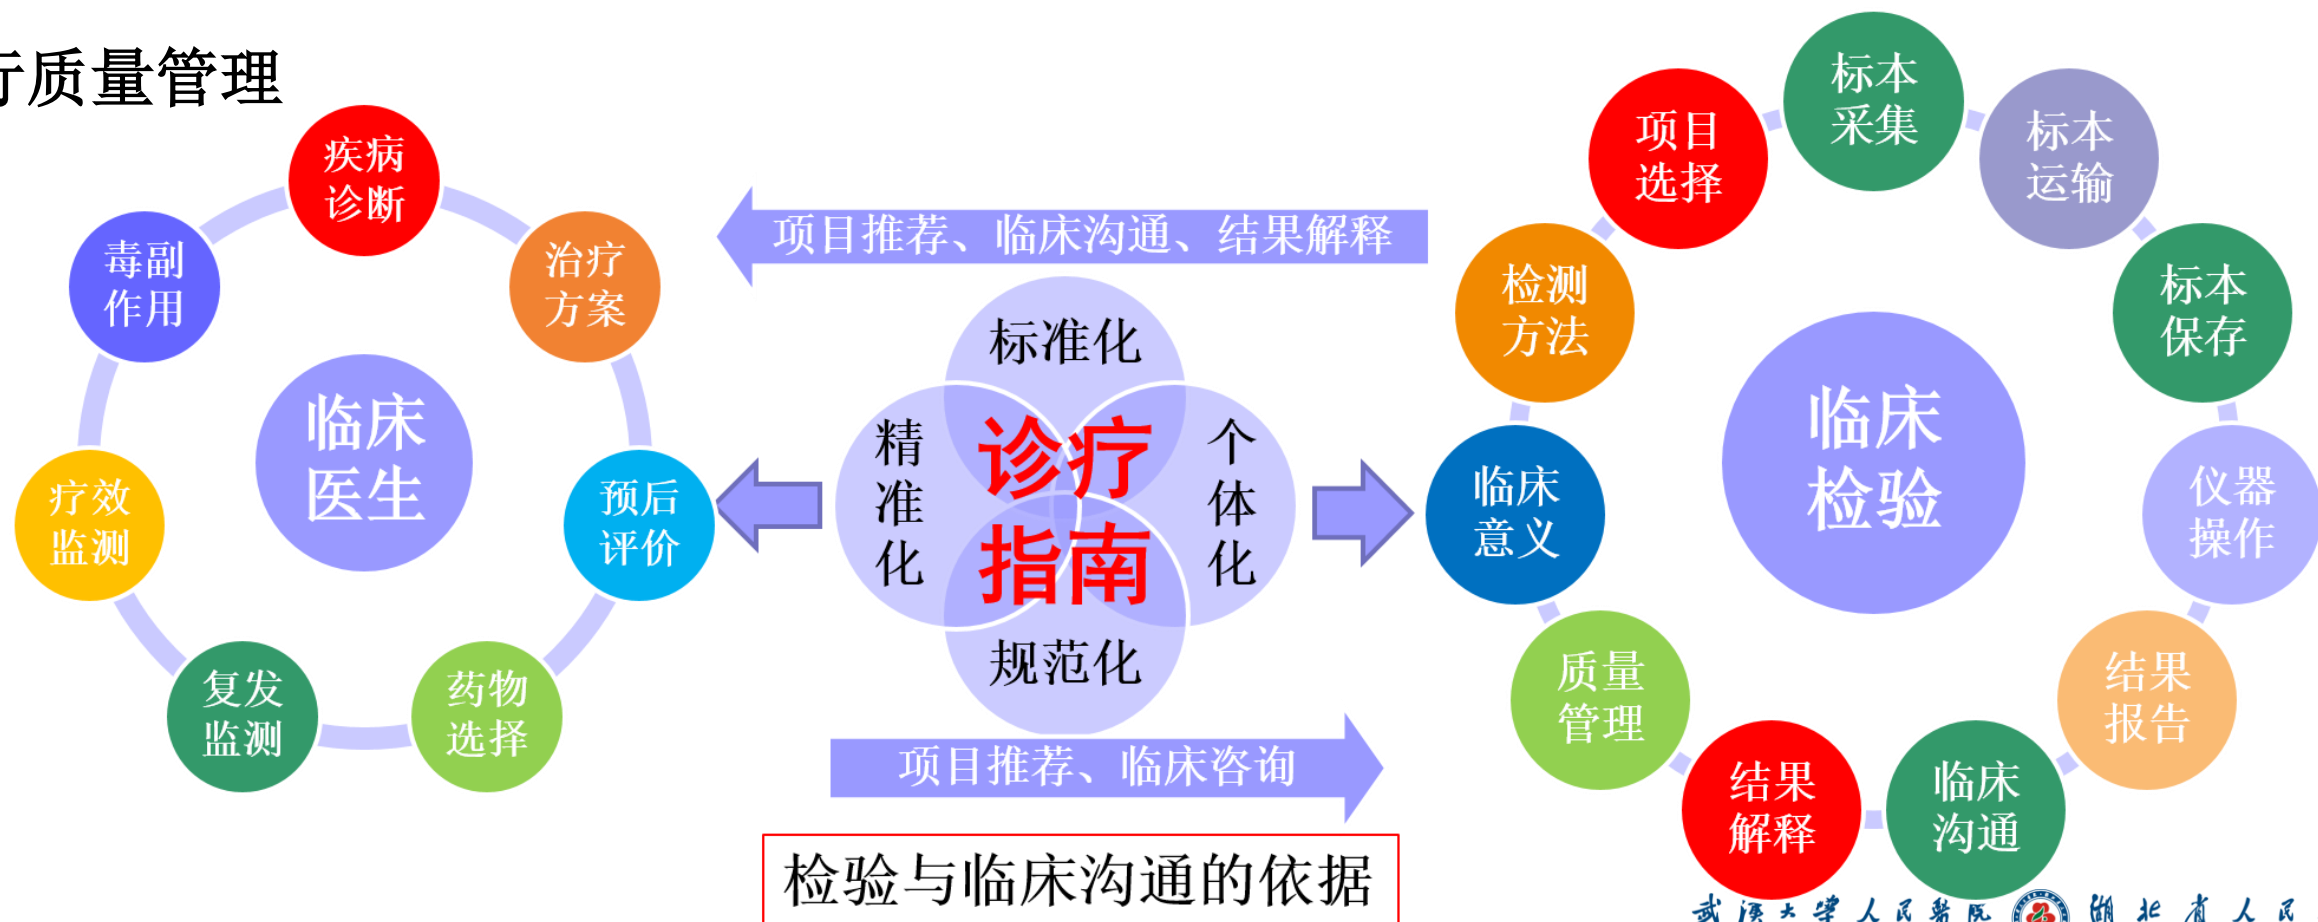 行质量管理
疾病
诊断
治疗
方案
预后
评价
药物
选择
复发
监测
疗效
监测
毒副
作用
临床
医生
项目推荐、临床沟通、结果解释
标准化
精
准
化
诊疗
指南
个
体
化
规范化
项目推荐、临床咨询
检验与临床沟通的依据
标本
采集
标本
运输
标本
保存
仪器
操作
结果
报告
临床
沟通
结果
解释
质量
管理
临床
意义
检测
方法
项目
选择
临床
检验
武汉大学人民医院
湖北省人民